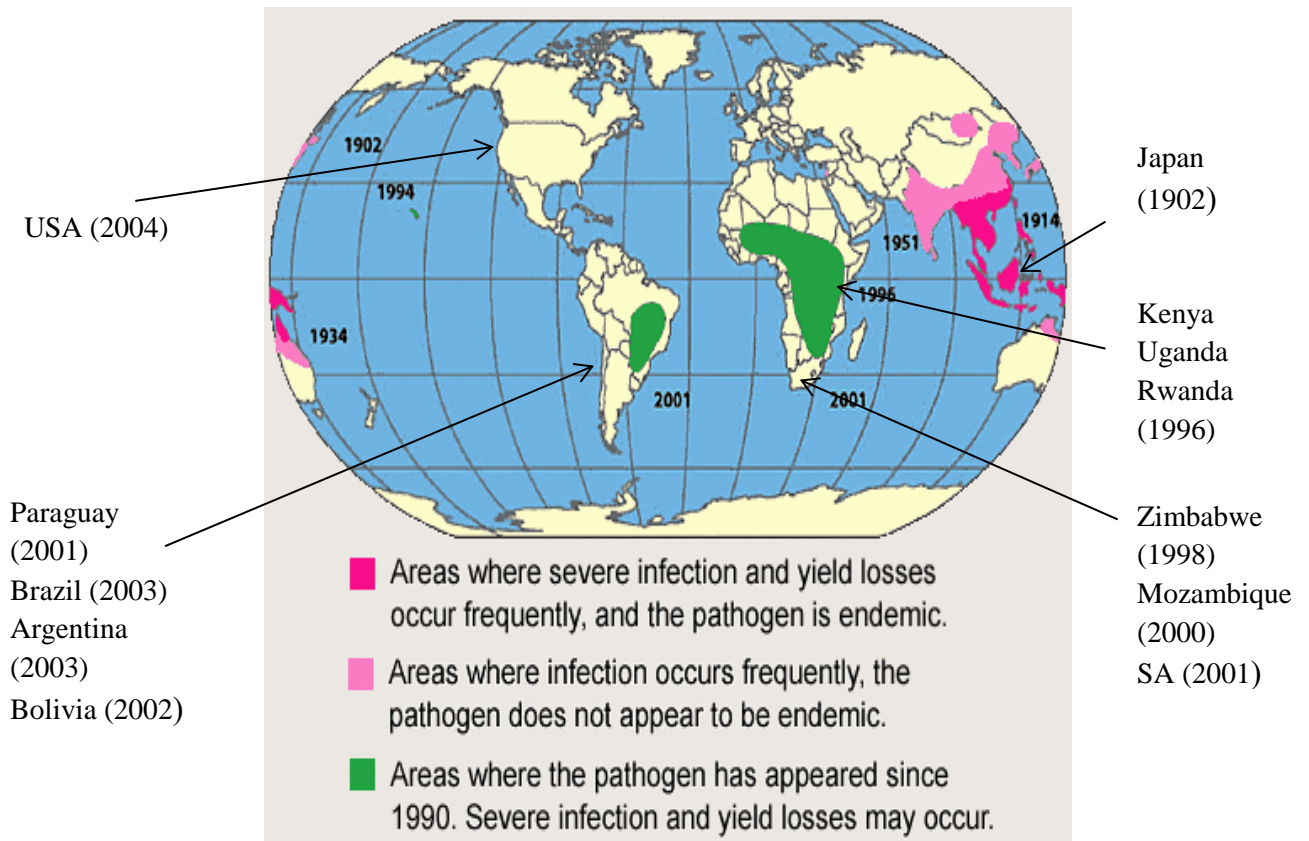 1902
1994
1934
2001
1951
1996
2001
1914
USA (2004)
Paraguay
(2001)
Brazil (2003)
Argentina
(2003)
Bolivia (2002)
Japan
(1902)
Kenya
Uganda
Rwanda
(1996)
Zimbabwe
(1998)
Mozambique
(2000)
SA (2001)
Areas where severe infection and yield losses
occur frequently, and the pathogen is endemic.
Areas where infection occurs frequently, the
pathogen does not appear to be endemic.
Areas where the pathogen has appeared since
1990. Severe infection and yield losses may occur.